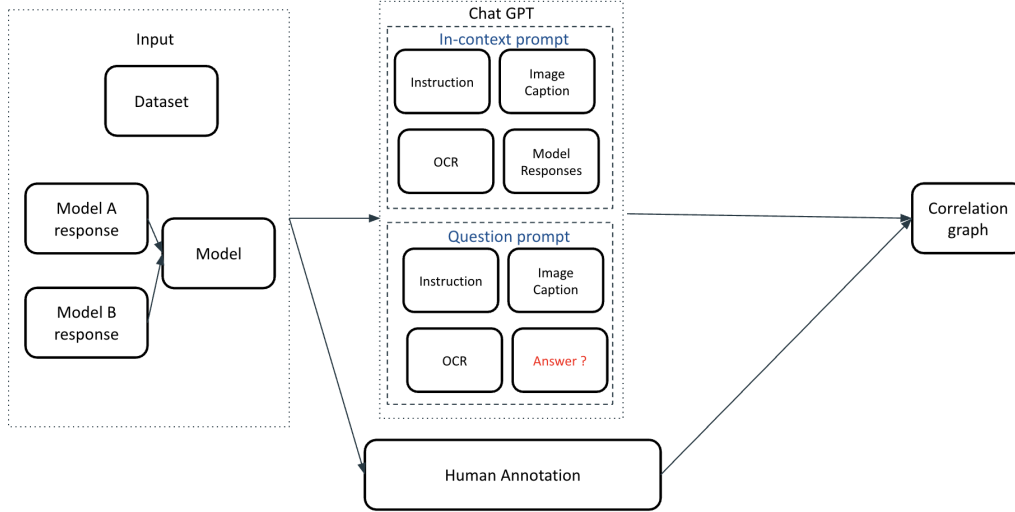 Input
Dataset
Model A
response
Model
Model B
response
Chat GPT
In-context prompt
Instruction
Image
Caption
OCR
Model
Responses
Question prompt
Instruction
Image
Caption
OCR
Answer ?
Human Annotation
Correlation
graph